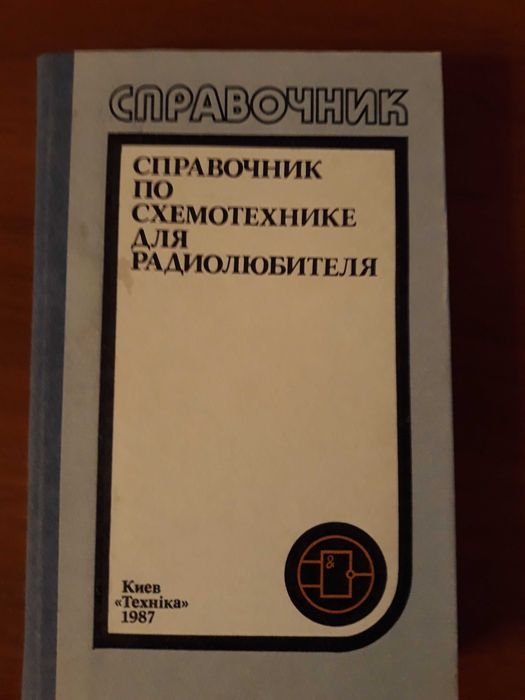 СПРАВОЧНИК
СПРАВОЧНИК
ПО
СХЕМОТЕХНИКЕ
ДЛЯ
РАДИОЛЮБИТЕЛЯ
&
Киев
«Техніка»
1987